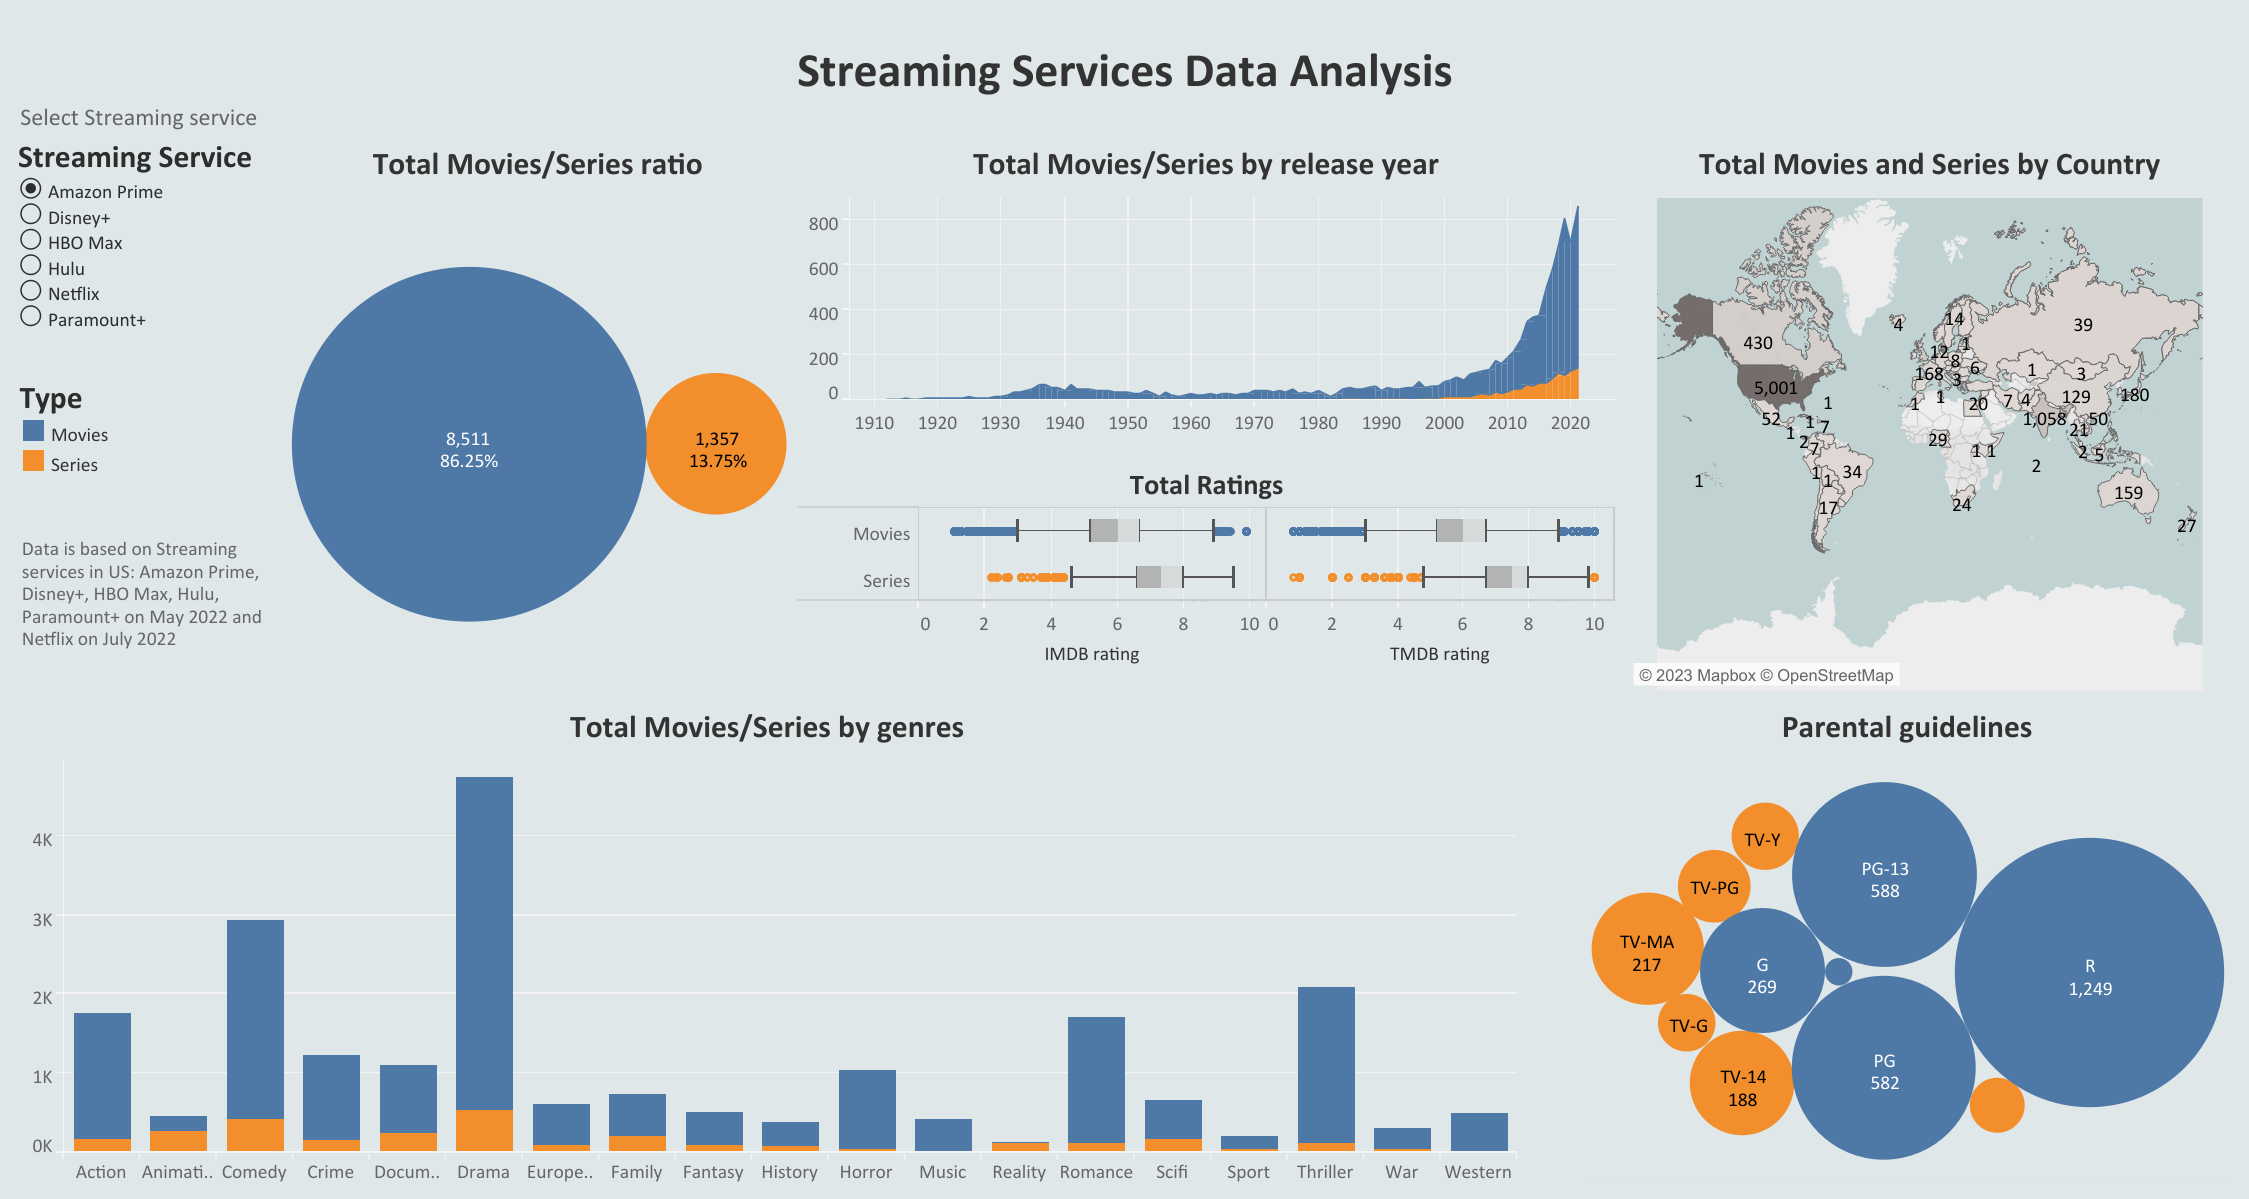 Streaming Services Data Analysis
Select Streaming service
Streaming Service
Amazon Prime
Disney+
HBO Max
Hulu
Netflix
Paramount+
Type
Movies
Series
Data is based on Streaming
services in US: Amazon Prime,
Disney+, HBO Max, Hulu,
Paramount+ on May 2022 and
Netflix on July 2022
Total Movies/Series ratio
8,511
86.25%
1,357
13.75%
Total Movies/Series by release year
800
600
400
200
0
1910 1920 1930 1940 1950 1960 1970 1980 1990 2000 2010 2020
Total Ratings
Movies
Series
0 2 4 6 8 10 0 2 4 6 8 10
IMDB rating TMDB rating
Total Movies and Series by Country
4 14 39
430 12 1
8
168 6 1 3
3
5,001
1 1 1 20 7 4 129 180
52 1 7 1,058 50
1 2 29 21
7 1 1 2 5
1 1 1 34 2
17 24 159
27
© 2023 Mapbox © OpenStreetMap
Total Movies/Series by genres
4K
3K
2K
1K
0K
Action Animati.. Comedy Crime Docum.. Drama Europe.. Family Fantasy History Horror Music Reality Romance Scifi Sport Thriller War Western
Parental guidelines
TV-Y
TV-PG
PG-13
588
TV-MA
217
G
269
R
1,249
TV-G
TV-14
188
PG
582